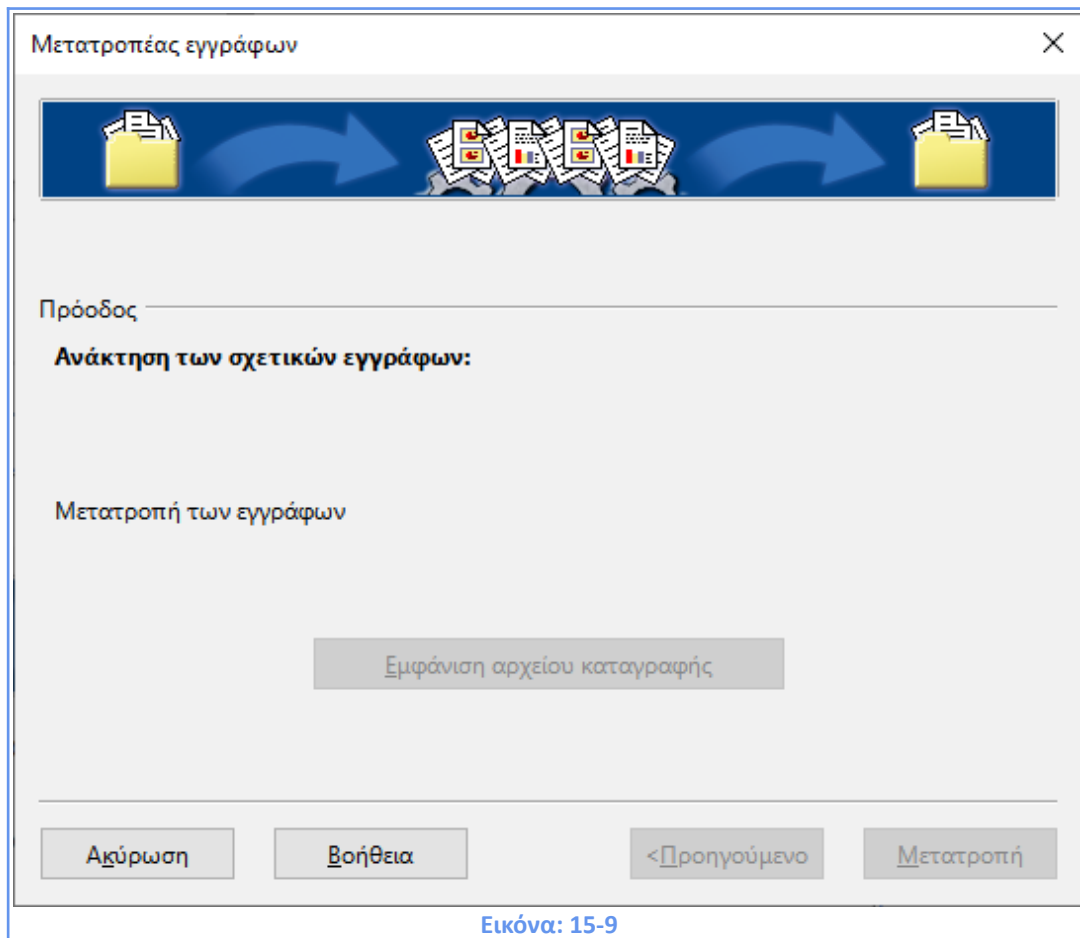 Μετατροπέας εγγράφων
Πρόοδος
Ανάκτηση των σχετικών εγγράφων:
Μετατροπή των εγγράφων
Εμφάνιση αρχείου καταγραφής
Ακύρωση
Βοήθεια
<Προηγούμενο
Μετατροπή
Εικόνα: 15-9